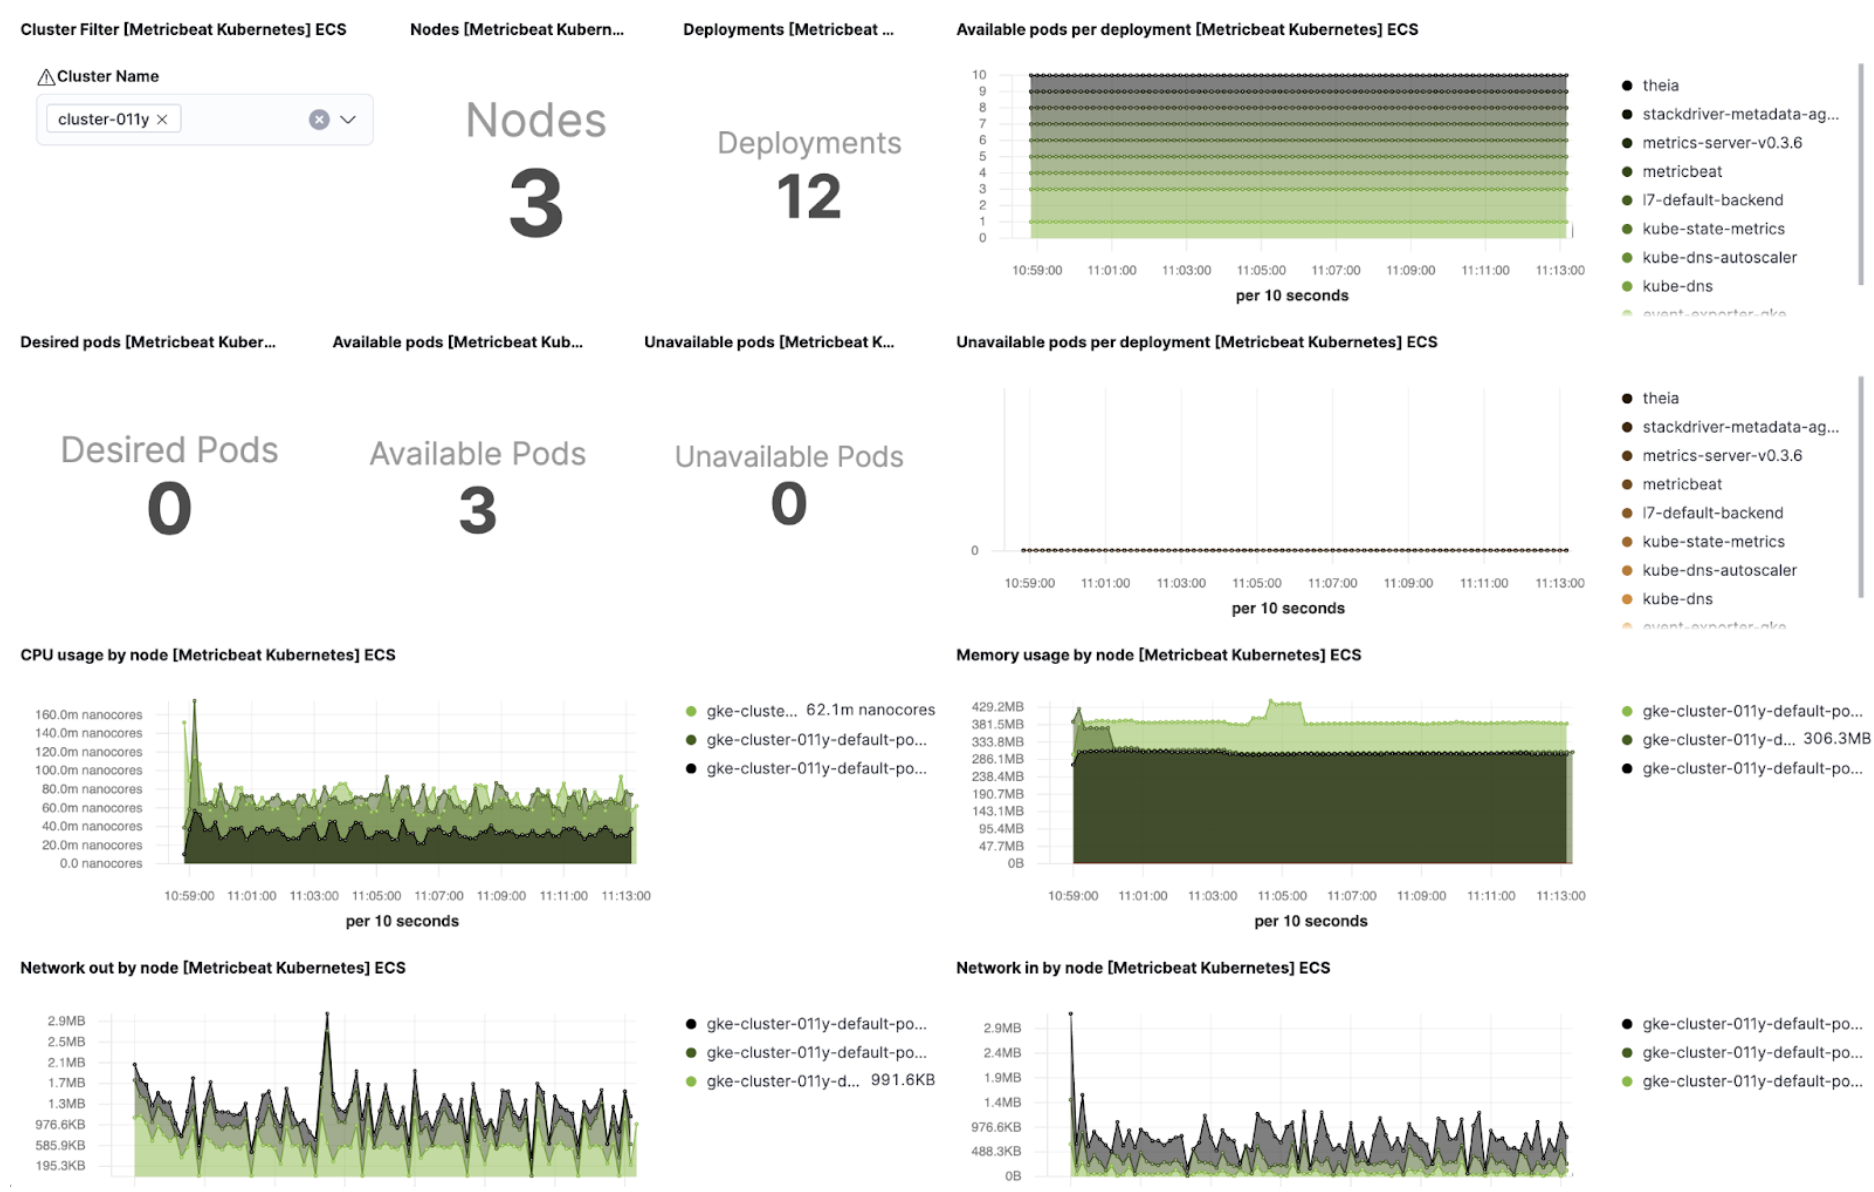 Cluster Filter [Metricbeat Kubernetes] ECS
Cluster Name
cluster-011y
Nodes [Metricbeat Kubern...
Nodes
3
Deployments [Metricbeat ...
Deployments
12
Available pods per deployment [Metricbeat Kubernetes] ECS
10
9
8
7
6
5
4
3
2
1
0
10:59:00 11:01:00 11:03:00 11:05:00 11:07:00 11:09:00 11:11:00 11:13:00
per 10 seconds
theia
stackdriver-metadata-ag...
metrics-server-v0.3.6
metricbeat
l7-default-backend
kube-state-metrics
kube-dns-autoscaler
kube-dns
event-exporter-gke
Desired pods [Metricbeat Kuber...
Desired Pods
0
Available pods [Metricbeat Kub...
Available Pods
3
Unavailable pods [Metricbeat K...
Unavailable Pods
0
Unavailable pods per deployment [Metricbeat Kubernetes] ECS
0
10:59:00 11:01:00 11:03:00 11:05:00 11:07:00 11:09:00 11:11:00 11:13:00
per 10 seconds
theia
stackdriver-metadata-ag...
metrics-server-v0.3.6
metricbeat
l7-default-backend
kube-state-metrics
kube-dns-autoscaler
kube-dns
event-exporter-gke
CPU usage by node [Metricbeat Kubernetes] ECS
160.0m nanocores
140.0m nanocores
120.0m nanocores
100.0m nanocores
80.0m nanocores
60.0m nanocores
40.0m nanocores
20.0m nanocores
0.0 nanocores
10:59:00 11:01:00 11:03:00 11:05:00 11:07:00 11:09:00 11:11:00 11:13:00
per 10 seconds
gke-cluste... 62.1m nanocores
gke-cluster-011y-default-po...
gke-cluster-011y-default-po...
Memory usage by node [Metricbeat Kubernetes] ECS
429.2MB
381.5MB
333.8MB
286.1MB
238.4MB
190.7MB
143.1MB
95.4MB
47.7MB
0B
10:59:00 11:01:00 11:03:00 11:05:00 11:07:00 11:09:00 11:11:00 11:13:00
per 10 seconds
gke-cluster-011y-default-po...
gke-cluster-011y-d... 306.3MB
gke-cluster-011y-default-po...
Network out by node [Metricbeat Kubernetes] ECS
2.9MB
2.5MB
2.1MB
1.7MB
1.3MB
976.6KB
585.9KB
195.3KB
gke-cluster-011y-default-po...
gke-cluster-011y-default-po...
gke-cluster-011y-d... 991.6KB
Network in by node [Metricbeat Kubernetes] ECS
2.9MB
2.4MB
1.9MB
1.4MB
976.6KB
488.3KB
0B
gke-cluster-011y-default-po...
gke-cluster-011y-default-po...
gke-cluster-011y-default-po...